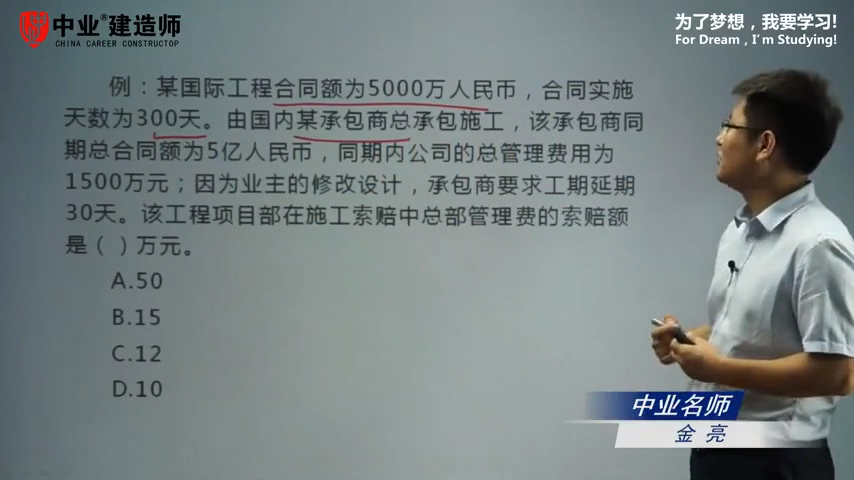 中业®建造师
CHINA CAREER CONSTRUCTOP
为了梦想，我要学习!
For Dream，I'm Studying!
例：某国际工程合同额为5000万人民币，合同实施
天数为300天。由国内某承包商总承包施工，该承包商同
期总合同额为5亿人民币，同期内公司的总管理费用为
1500万元；因为业主的修改设计，承包商要求工期延期
30天。该工程项目部在施工索赔中总部管理费的索赔额
是（ ）万元。
A.50
B.15
C.12
D.10
中业名师
金 亮